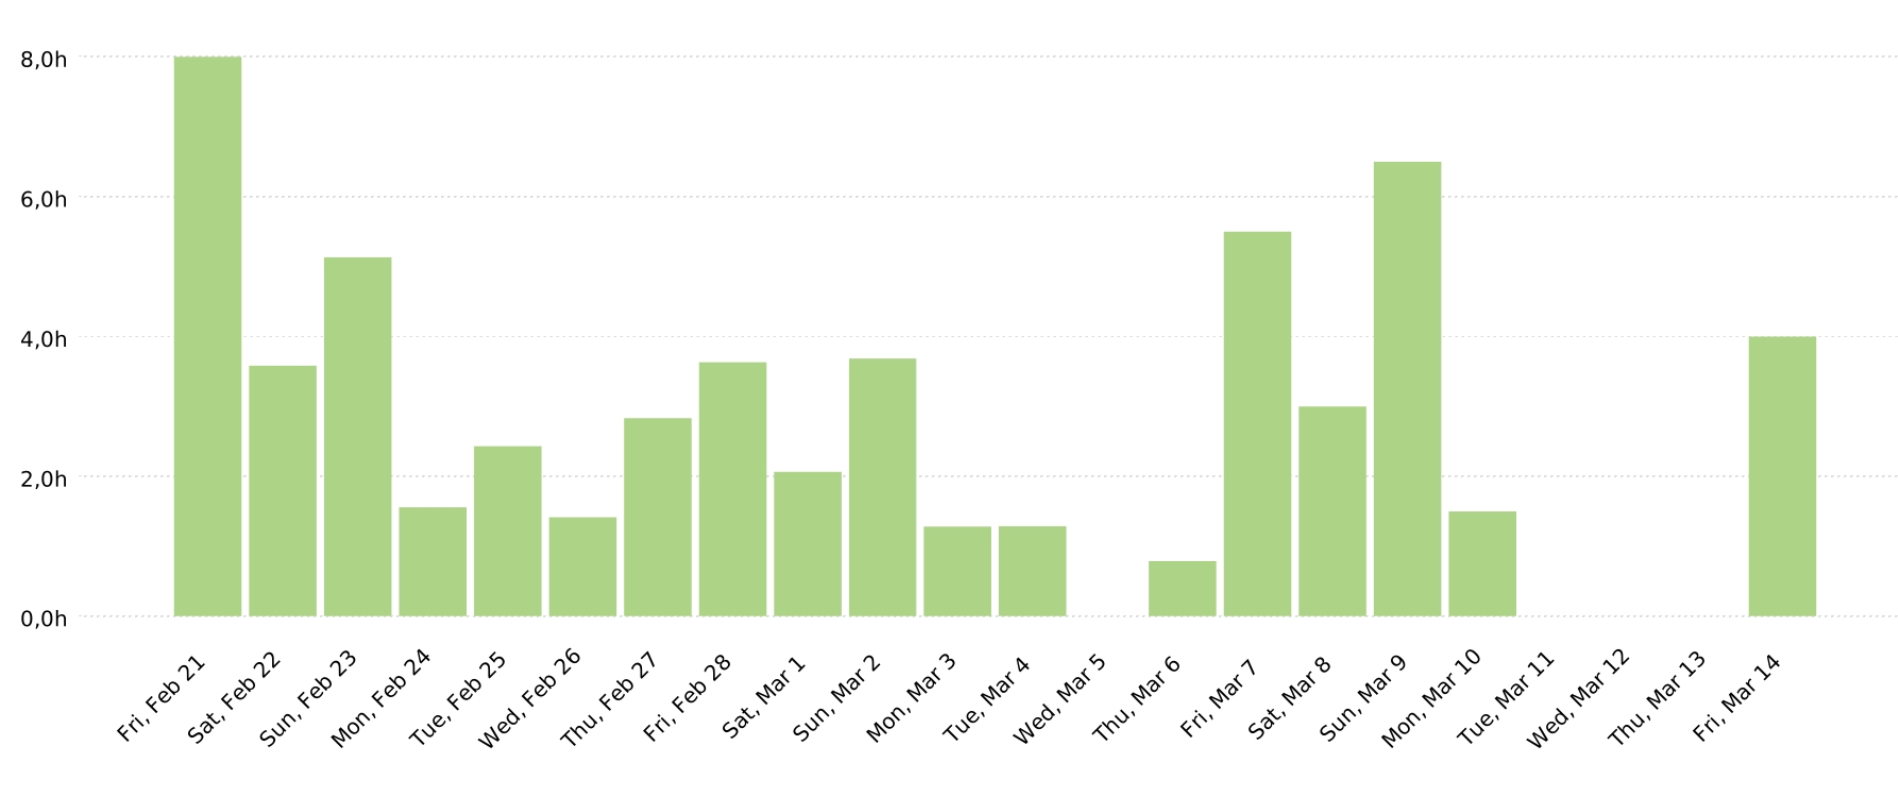 8,0h
6,0h
4,0h
2,0h
0,0h
Fri, Feb 21
Sat, Feb 22
Sun, Feb 23
Mon, Feb 24
Tue, Feb 25
Wed, Feb 26
Thu, Feb 27
Fri, Feb 28
Sat, Mar 1
Sun, Mar 2
Mon, Mar 3
Tue, Mar 4
Wed, Mar 5
Thu, Mar 6
Fri, Mar 7
Sat, Mar 8
Sun, Mar 9
Mon, Mar 10
Tue, Mar 11
Wed, Mar 12
Thu, Mar 13
Fri, Mar 14